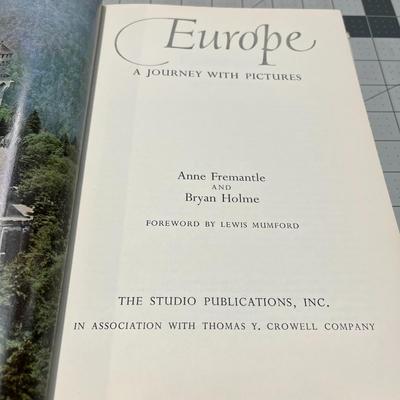 Europe
A JOURNEY WITH PICTURES
Anne Fremantle
AND
Bryan Holme
FOREWORD BY LEWIS MUMFORD
THE STUDIO PUBLICATIONS, INC.
IN ASSOCIATION WITH THOMAS Y. CROWELL COMPANY